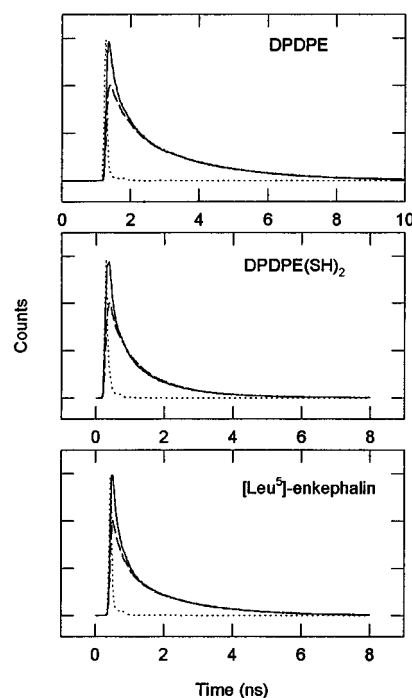 DPDPE
0 2 4 6 8 10
DPDPE(SH)₂
Counts
0 2 4 6 8
[Leu⁵]-enkephalin
0 2 4 6 8
Time (ns)